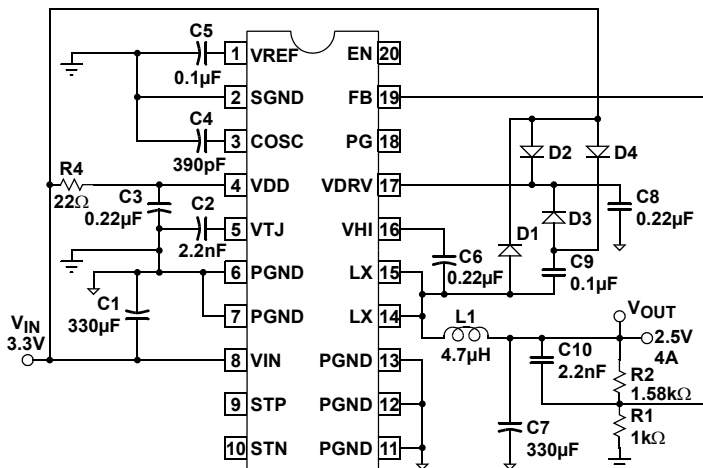 C5
0.1µF
1 VREF
EN 20
2 SGND
FB 19
C4
390pF
3 COSC
PG 18
D2
D4
R4
22Ω
4 VDD
VDRV 17
C3
0.22µF
C2
2.2nF
5 VTJ
VHI 16
D1
D3
C8
0.22µF
6 PGND
LX 15
C6
0.22µF
C9
0.1µF
C1
330µF
7 PGND
LX 14
L1
4.7µH
VOUT
VIN
3.3V
8 VIN
PGND 13
2.5V
4A
C10
2.2nF
R2
1.58kΩ
9 STP
PGND 12
C7
330µF
R1
1kΩ
10 STN
PGND 11